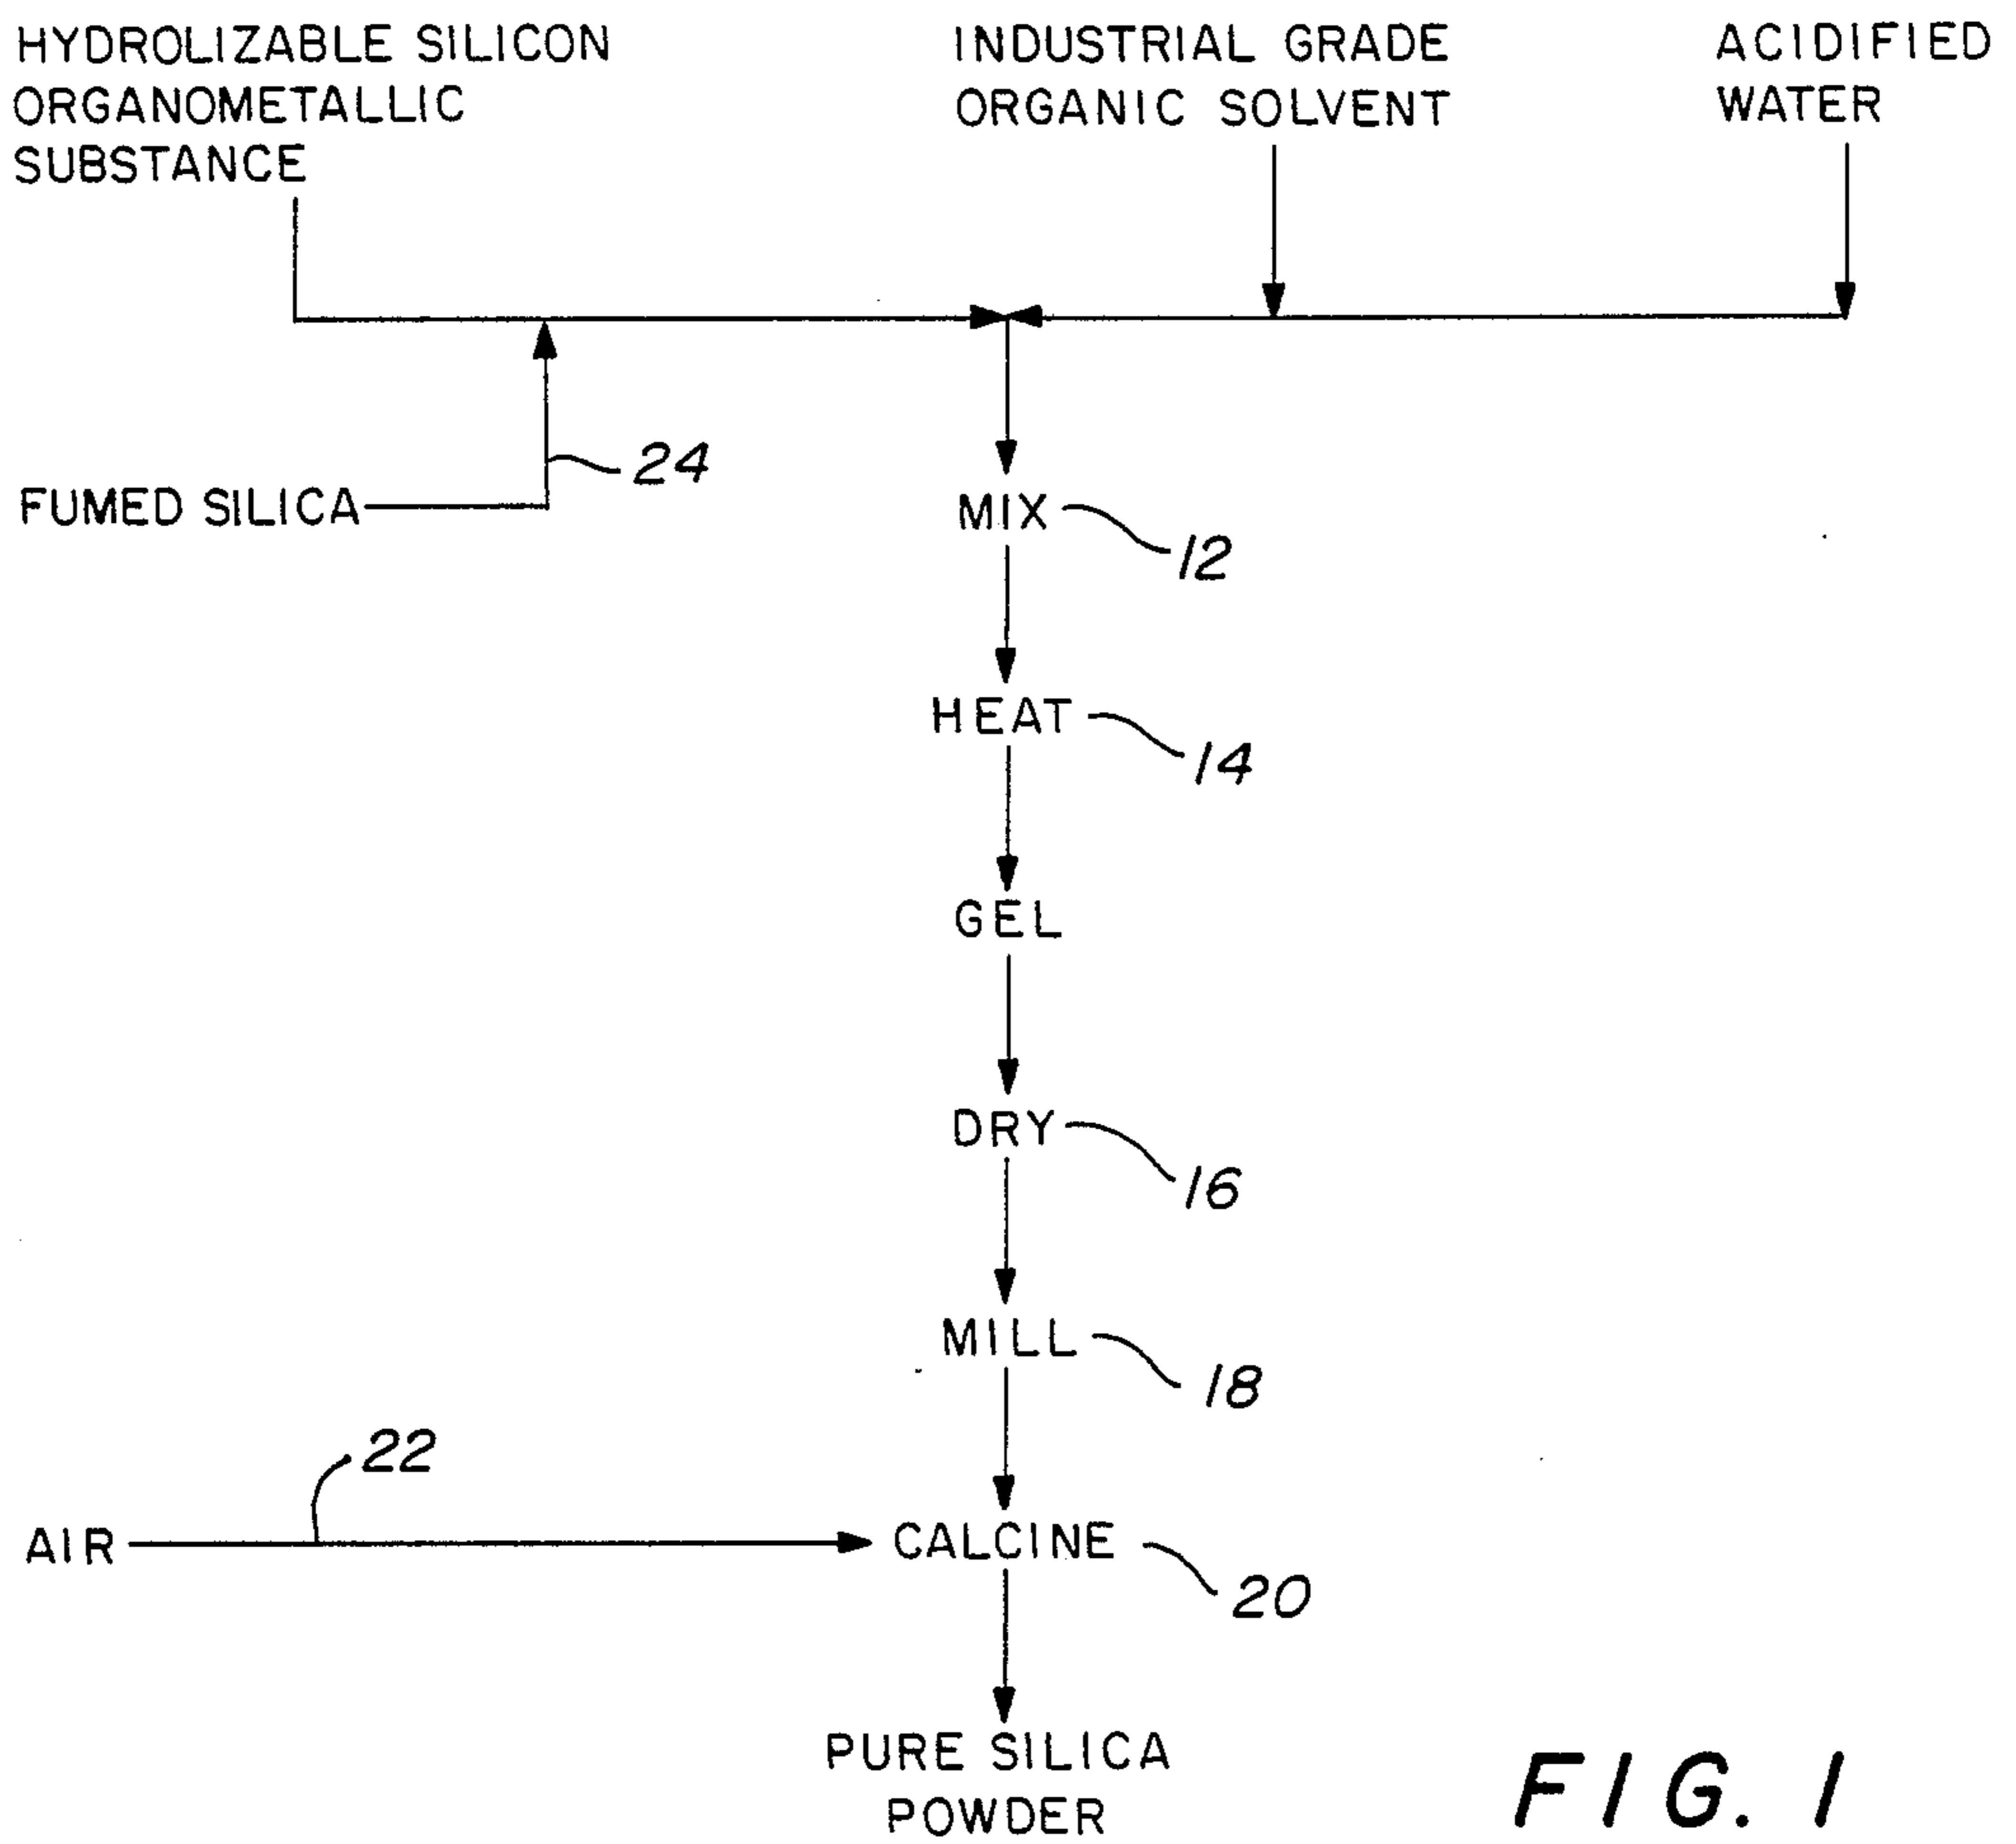 HYDROLIZABLE SILICON
ORGANOMETALLIC
SUBSTANCE
INDUSTRIAL GRADE
ORGANIC SOLVENT
ACIDIFIED
WATER
24
FUMED SILICA
MIX
12
HEAT
14
GEL
DRY
16
MILL
18
22
AIR
CALCINE
20
PURE SILICA
POWDER
FIG. 1